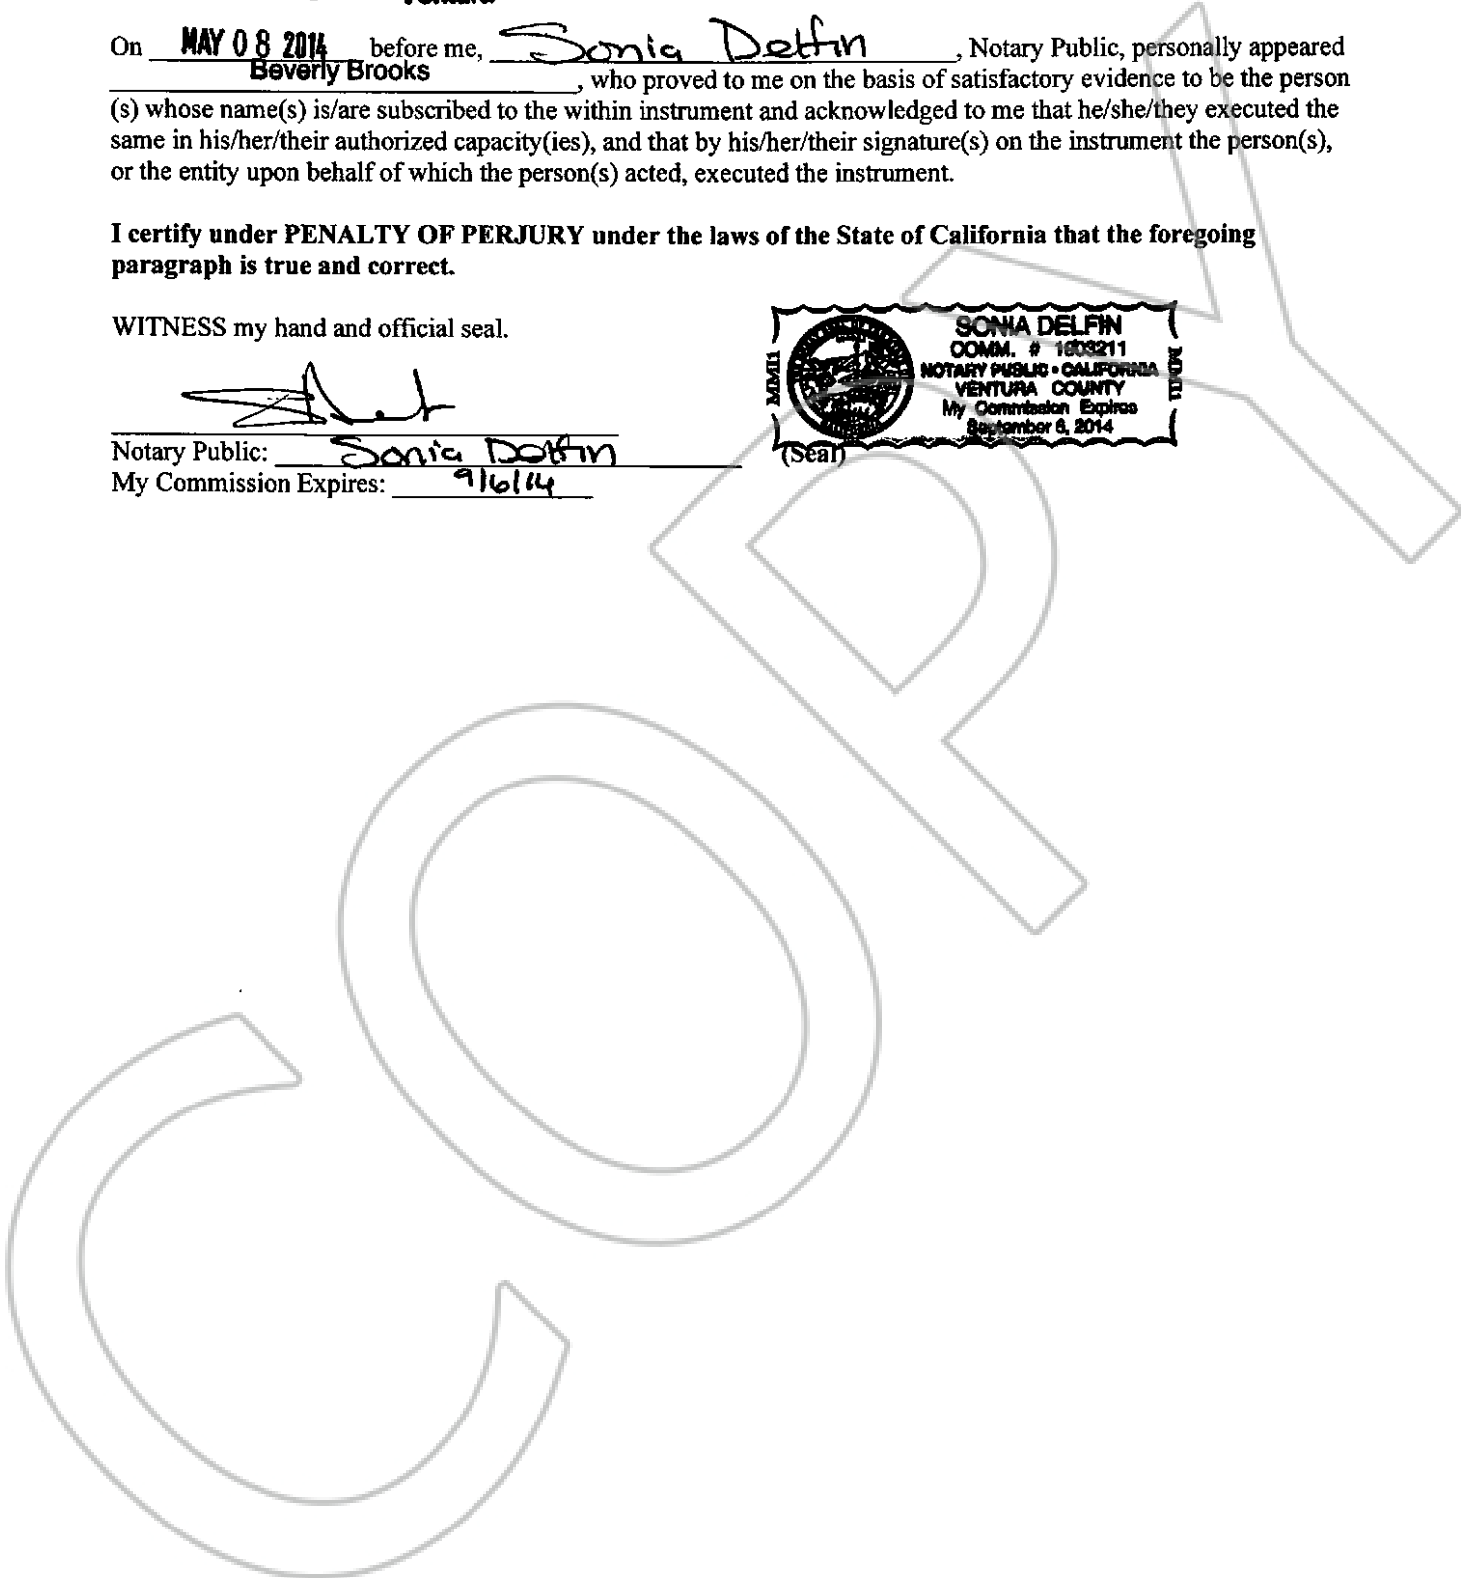 On MAY 08 2014 before me, Sonia Delfin, Notary Public, personally appeared
Beverly Brooks, who proved to me on the basis of satisfactory evidence to be the person
(s) whose name(s) is/are subscribed to the within instrument and acknowledged to me that he/she/they executed the
same in his/her/their authorized capacity(ies), and that by his/her/their signature(s) on the instrument the person(s),
or the entity upon behalf of which the person(s) acted, executed the instrument.
I certify under PENALTY OF PERJURY under the laws of the State of California that the foregoing
paragraph is true and correct.
WITNESS my hand and official seal.
SONIA DELFIN
COMM. #
NOTARY PUBLIC • CALIFORNIA
VENTURA COUNTY
My Commission Expires
September 6, 2014
MMI1
MMI1
(Seal)
Notary Public: Sonia Delfin
My Commission Expires: 9/6/14
COPY